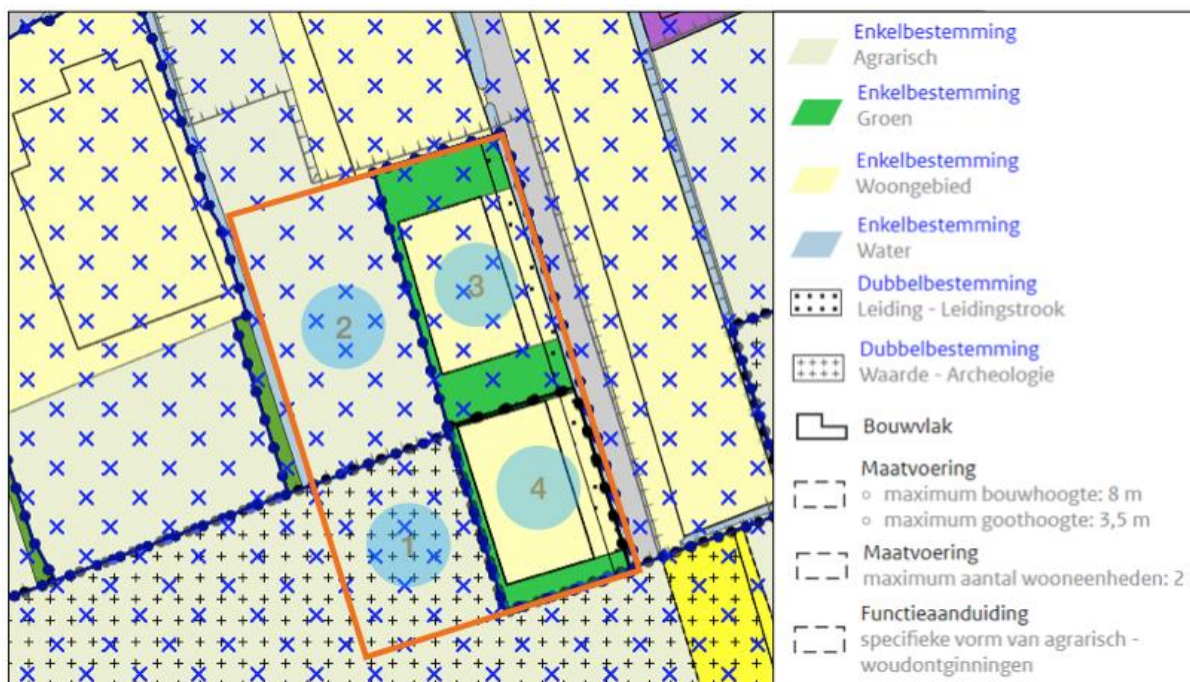 3
2
4
1
Enkelbestemming
Agrarisch
Enkelbestemming
Groen
Enkelbestemming
Woongebied
Enkelbestemming
Water
Dubbelbestemming
Leiding - Leidingstrook
Dubbelbestemming
Waarde - Archeologie
Bouwvlak
Maatvoering
maximum bouwhoogte: 8 m
maximum goothoogte: 3,5 m
Maatvoering
maximum aantal wooneenheden: 2
Functieaanduiding
specifieke vorm van agrarisch -
woudontginningen